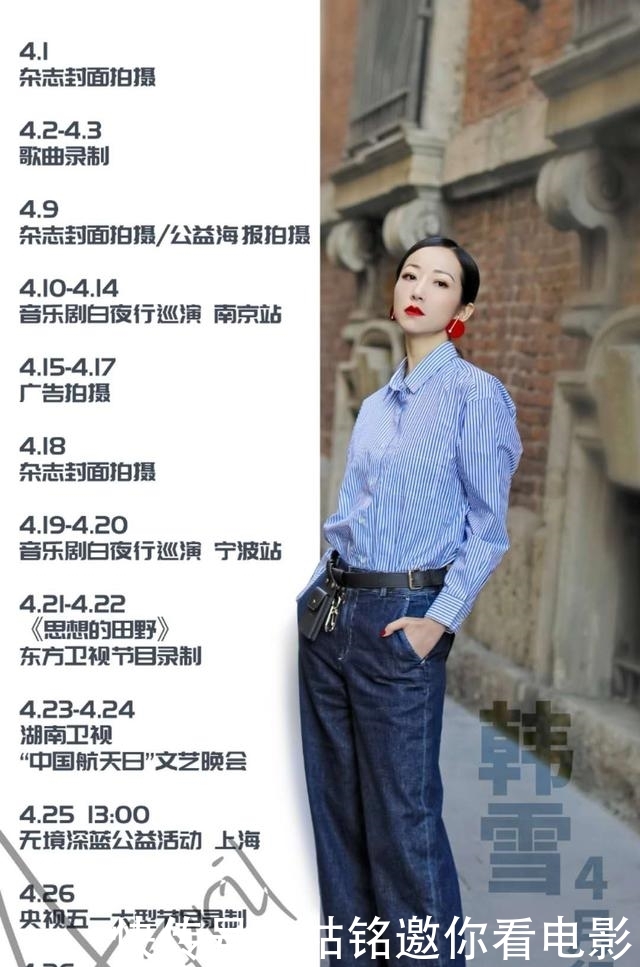 4.1
杂志封面拍摄
4.2-4.3
歌曲录制
4.9
杂志封面拍摄/公益海报拍摄
4.10-4.14
音乐剧白夜行巡演 南京站
4.15-4.17
广告拍摄
4.18
杂志封面拍摄
4.19-4.20
音乐剧白夜行巡演 宁波站
4.21-4.22
《思想的田野》
东方卫视节目录制
4.23-4.24
湖南卫视
“中国航天日”文艺晚会
4.25 13:00
无境深蓝公益活动 上海
4.26
央视五一大型节目录制
韩雪
4月
铭邀你看电影